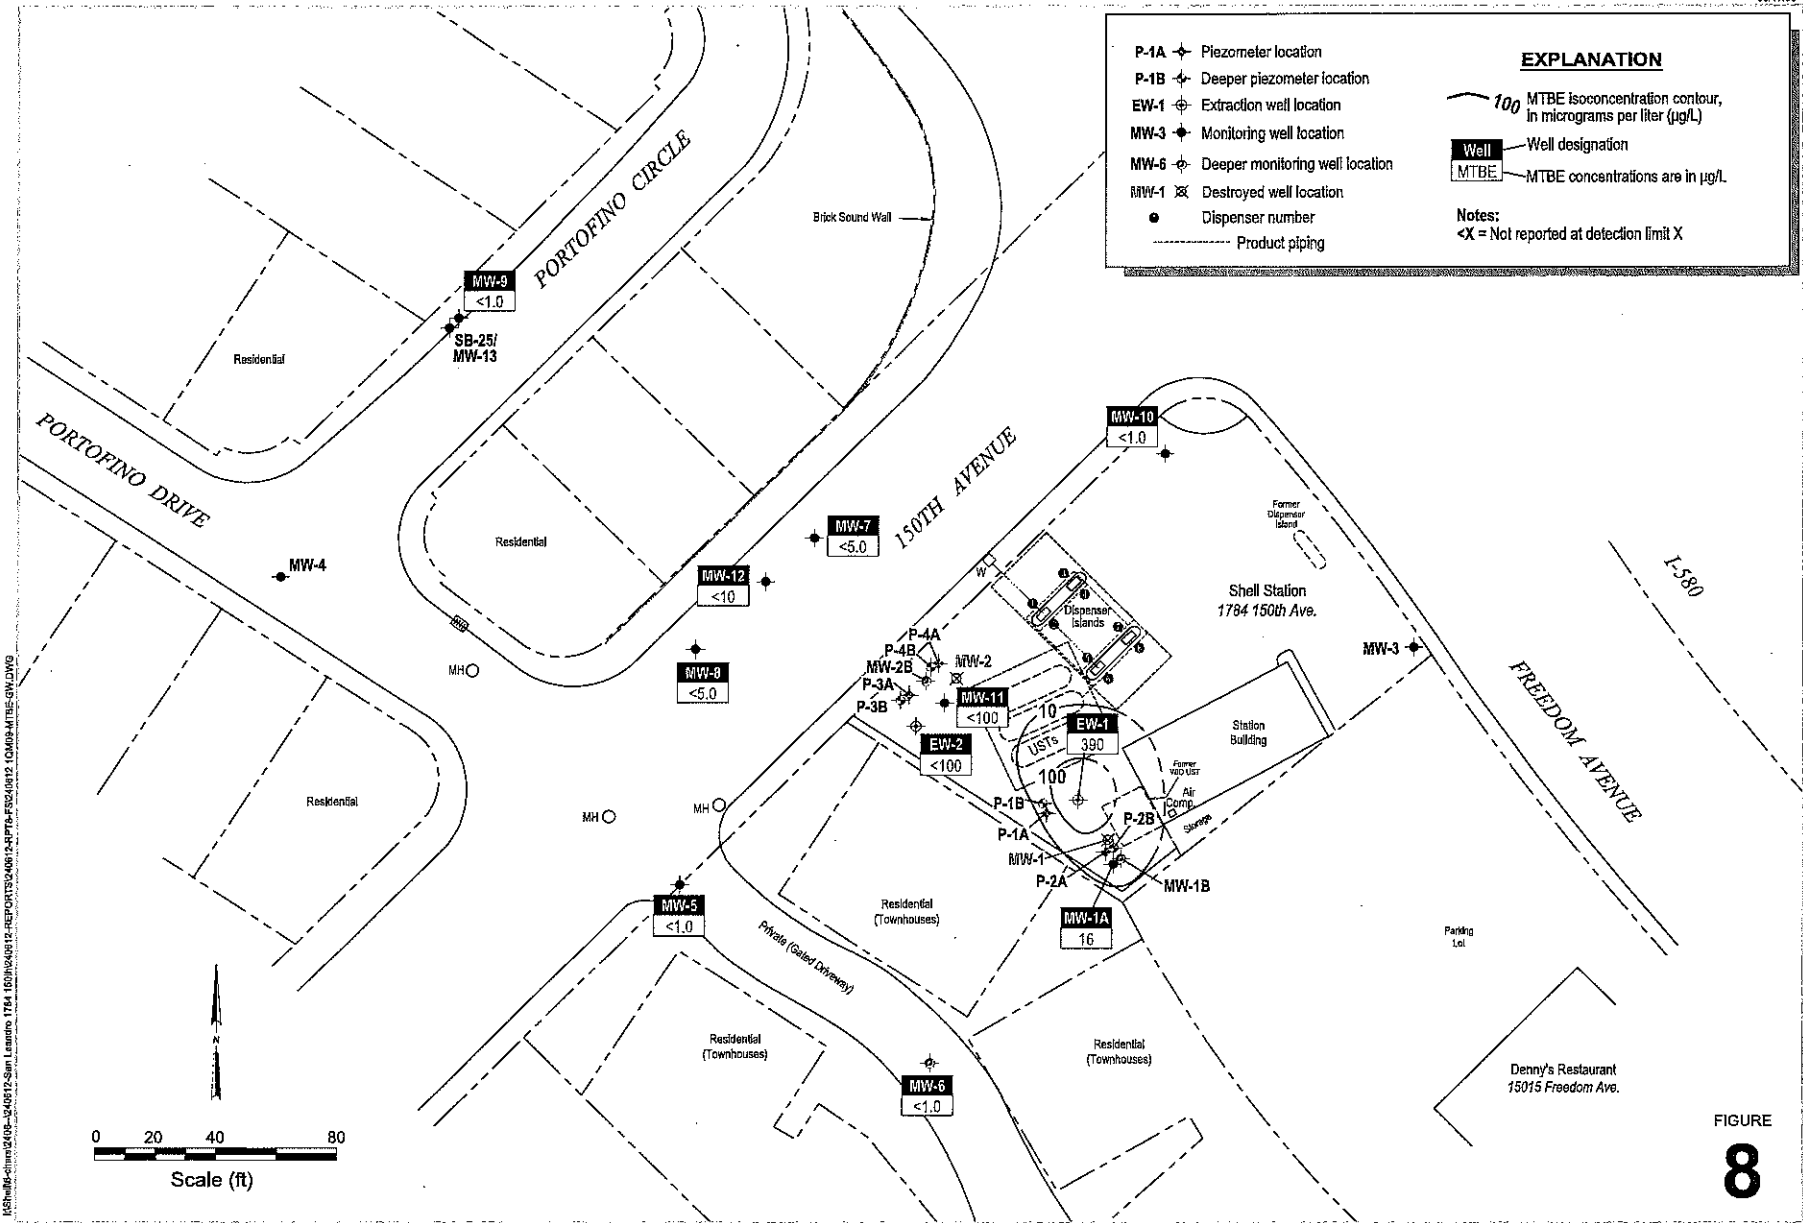 P-1A Piezometer location
P-1B Deeper piezometer location
EW-1 Extraction well location
MW-3 Monitoring well location
MW-6 Deeper monitoring well location
MW-1 Destroyed well location
Dispenser number
Product piping
EXPLANATION
100 MTBE isoconcentration contour,
in micrograms per liter (µg/L)
Well
Well designation
MTBE
MTBE concentrations are in µg/L
Notes:
<X = Not reported at detection limit X
PORTOFINO CIRCLE
Brick Sound Wall
MW-9
<1.0
SB-25/
MW-13
Residential
PORTOFINO DRIVE
MW-10
<1.0
150TH AVENUE
MW-7
<5.0
Residential
Former
Dispenser
Island
I-580
MW-4
MW-12
<10
W
Dispenser
Islands
Shell Station
1784 150th Ave.
P-4A
P-4B
MW-2B
MW-2
P-3A
P-3B
MW-3
MH
MW-8
<5.0
MW-11
<100
10
EW-1
390
FREEDOM AVENUE
USTs
Station
Building
EW-2
<100
100
Former
W/O UST
Air
Comp.
Residential
MH
MH
P-1B
P-1A
P-2B
Storage
MW-1
P-2A
MW-1B
MW-5
<1.0
Residential
(Townhouses)
MW-1A
16
Parking
Lot
Private (Gated Driveway)
N
Residential
(Townhouses)
Residential
(Townhouses)
MW-6
<1.0
Denny's Restaurant
15015 Freedom Ave.
0 20 40 80
Scale (ft)
FIGURE
8